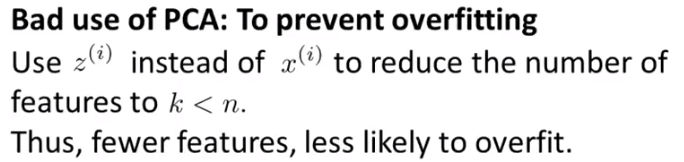 Bad use of PCA: To prevent overfitting
Use z^{(i)} instead of x^{(i)} to reduce the number of
features to k < n.
Thus, fewer features, less likely to overfit.